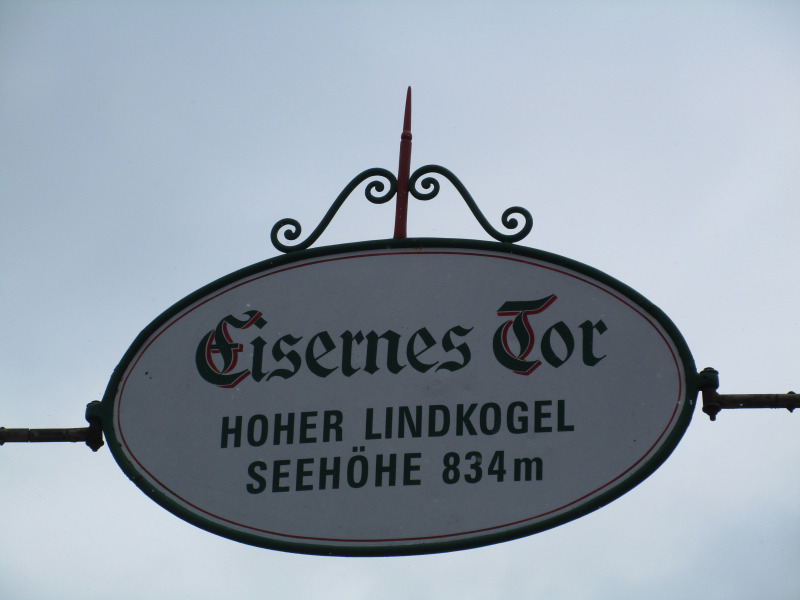 Eisernes Tor
HOHER LINDKOGEL
SEEHÖHE 834m